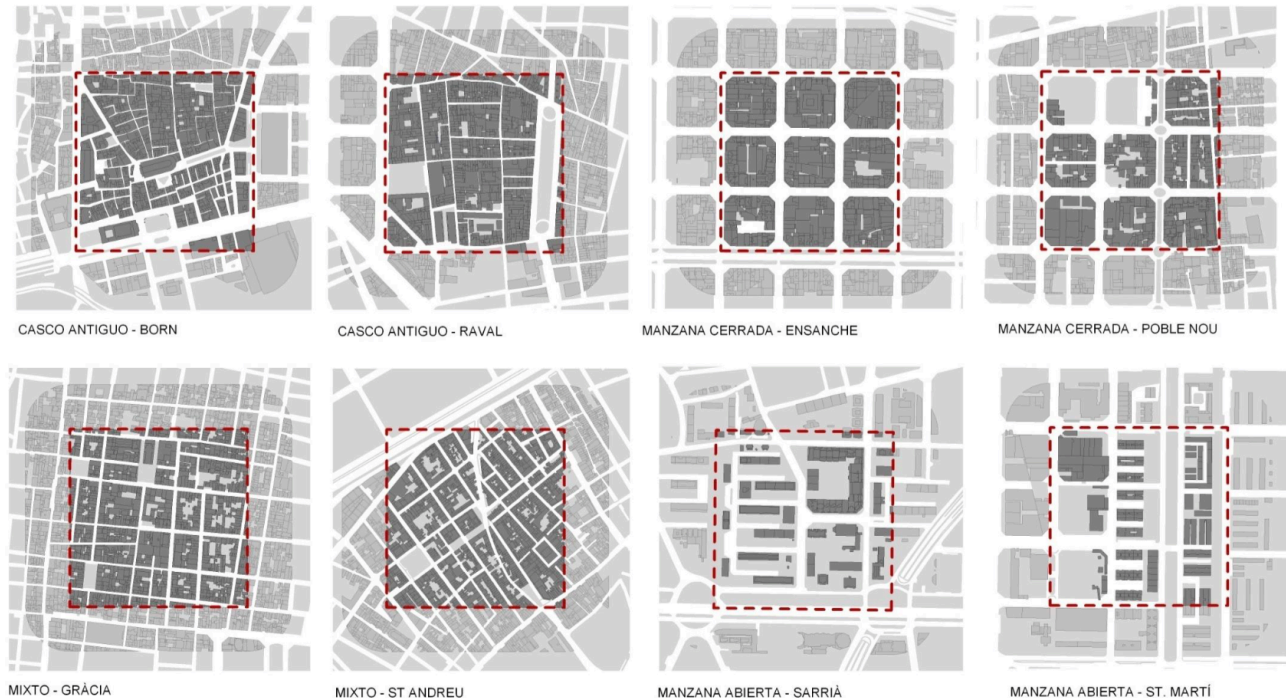 CASCO ANTIGUO - BORN
CASCO ANTIGUO - RAVAL
MANZANA CERRADA - ENSANCHE
MANZANA CERRADA - POBLE NOU
MIXTO - GRÀCIA
MIXTO - ST ANDREU
MANZANA ABIERTA - SARRIÀ
MANZANA ABIERTA - ST. MARTÍ